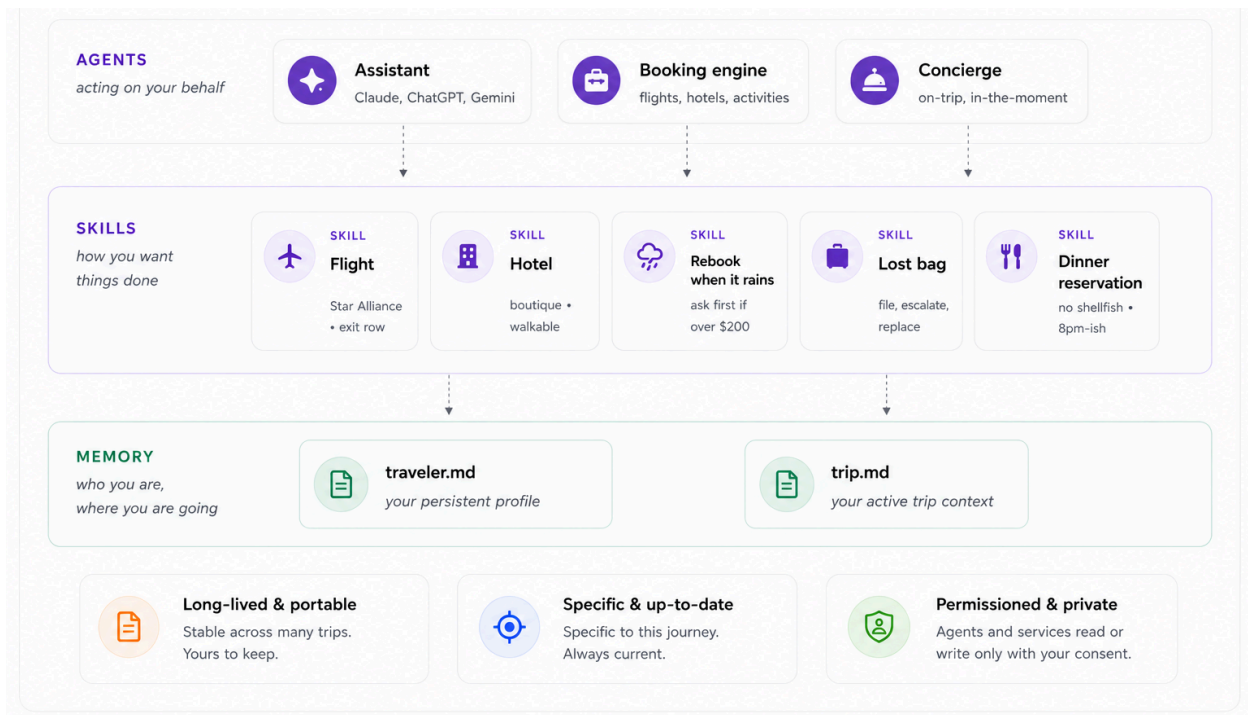 AGENTS
acting on your behalf
Assistant
Claude, ChatGPT, Gemini
Booking engine
flights, hotels, activities
Concierge
on-trip, in-the-moment
SKILLS
how you want
things done
SKILL
Flight
Star Alliance
• exit row
SKILL
Hotel
boutique •
walkable
SKILL
Rebook
when it rains
ask first if
over $200
SKILL
Lost bag
file, escalate,
replace
SKILL
Dinner
reservation
no shellfish •
8pm-ish
MEMORY
who you are,
where you are going
traveler.md
your persistent profile
trip.md
your active trip context
Long-lived & portable
Stable across many trips.
Yours to keep.
Specific & up-to-date
Specific to this journey.
Always current.
Permissioned & private
Agents and services read or
write only with your consent.